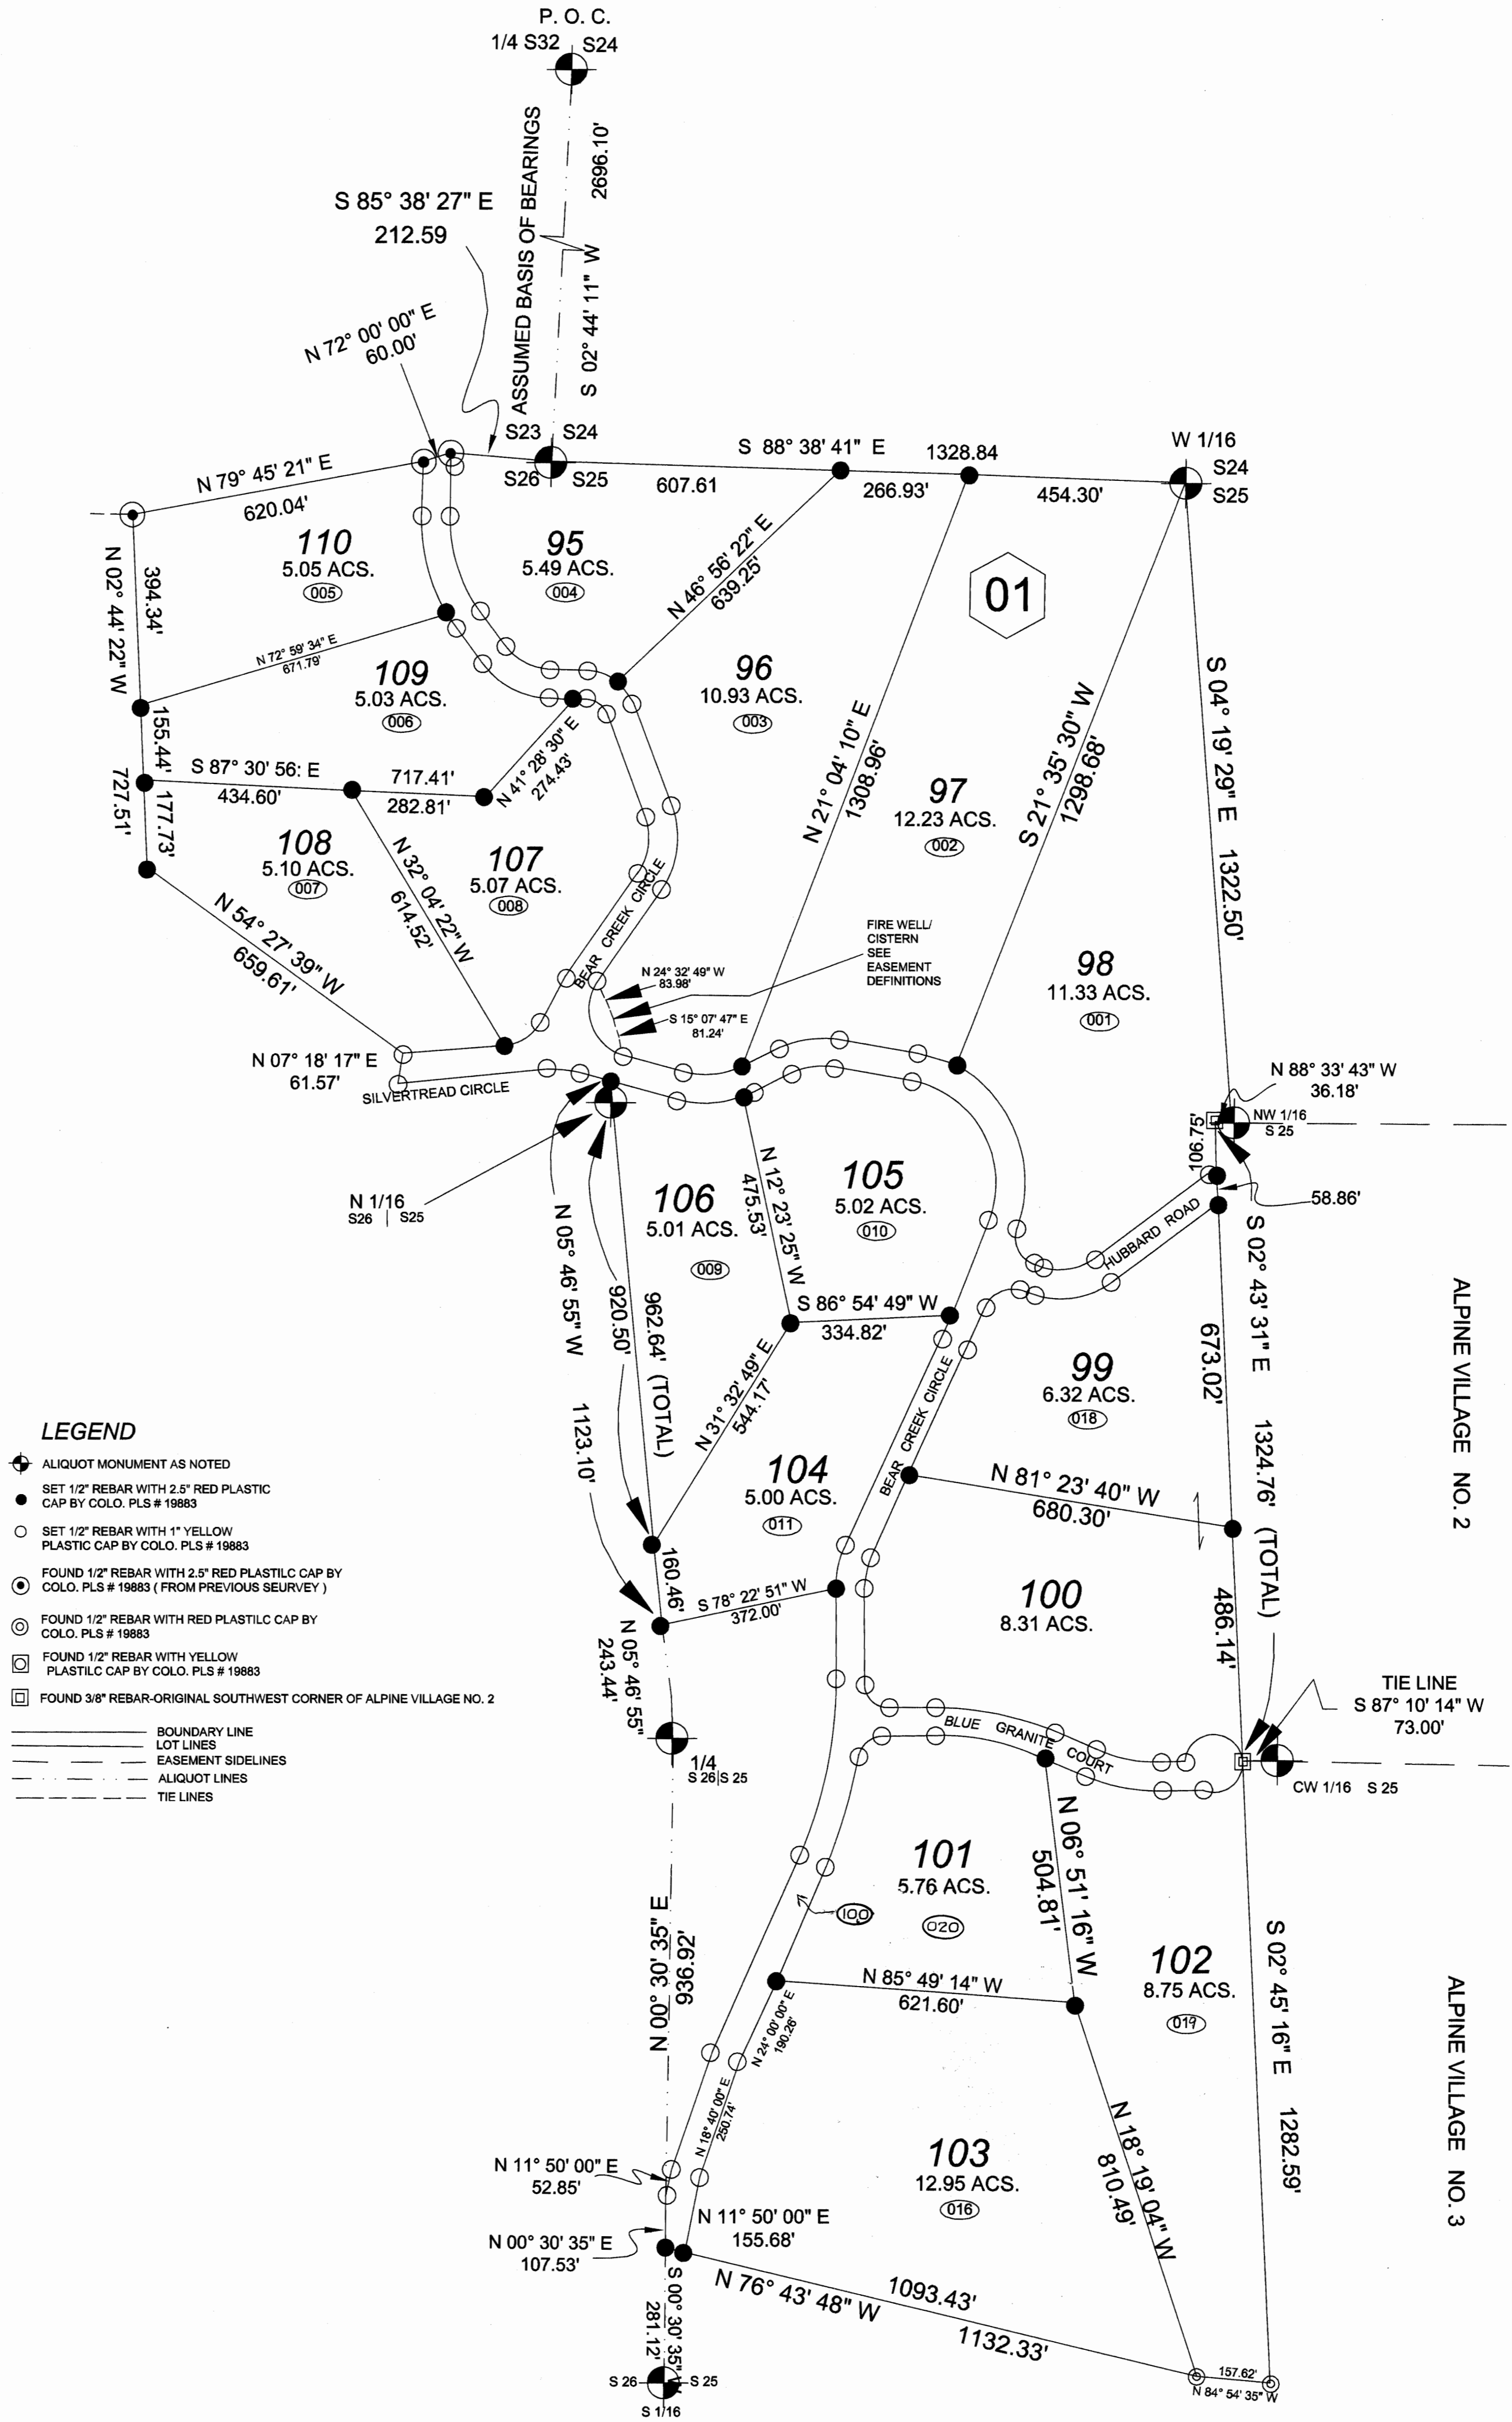 P. O. C.
1/4 S32 S24
ASSUMED BASIS OF BEARINGS
2696.10'
S 02° 44' 11" W
S 85° 38' 27" E
212.59
N 72° 00' 00" E
60.00'
S23 S24
S26 S25
S 88° 38' 41" E 1328.84
607.61
266.93'
454.30'
W 1/16
S24
S25
N 79° 45' 21" E
620.04'
110
5.05 ACS.
005
95
5.49 ACS.
004
N 46° 56' 22" E
639.25'
01
N 02° 44' 22" W
394.34'
N 72° 59' 34" E
671.79'
109
5.03 ACS.
006
96
10.93 ACS.
003
S 04° 19' 29" E 1322.50'
155.44'
727.51'
177.73'
S 87° 30' 56: E 717.41'
434.60'
282.81'
N 41° 28' 30" E
274.43'
N 21° 04' 10" E
1308.96'
97
12.23 ACS.
002
S 21° 35' 30" W
1298.68'
108
5.10 ACS.
007
N 32° 04' 22" W
614.52'
107
5.07 ACS.
008
BEAR CREEK CIRCLE
N 54° 27' 39" W
659.61'
FIRE WELL/
CISTERN
SEE
EASEMENT
DEFINITIONS
N 24° 32' 49" W
83.98'
S 15° 07' 47" E
81.24'
98
11.33 ACS.
001
N 07° 18' 17" E
61.57'
SILVERTREAD CIRCLE
N 88° 33' 43" W
36.18'
NW 1/16
S 25
106.75'
58.86'
N 1/16
S26 | S25
N 05° 46' 55" W
106
5.01 ACS.
009
N 12° 23' 25" W
475.53'
105
5.02 ACS.
010
HUBBARD ROAD
S 02° 43' 31" E 1324.76' (TOTAL)
ALPINE VILLAGE NO. 2
920.50'
962.64' (TOTAL)
S 86° 54' 49" W
334.82'
673.02'
N 31° 32' 49" E
544.17'
BEAR CREEK CIRCLE
99
6.32 ACS.
018
1123.10'
104
5.00 ACS.
011
N 81° 23' 40" W
680.30'
160.46'
S 78° 22' 51" W
372.00'
100
8.31 ACS.
486.14'
N 05° 46' 55"
243.44'
LEGEND
ALIQUOT MONUMENT AS NOTED
SET 1/2" REBAR WITH 2.5" RED PLASTIC
CAP BY COLO. PLS # 19883
SET 1/2" REBAR WITH 1" YELLOW
PLASTIC CAP BY COLO. PLS # 19883
FOUND 1/2" REBAR WITH 2.5" RED PLASTILC CAP BY
COLO. PLS # 19883 ( FROM PREVIOUS SEURVEY )
FOUND 1/2" REBAR WITH RED PLASTILC CAP BY
COLO. PLS # 19883
FOUND 1/2" REBAR WITH YELLOW
PLASTILC CAP BY COLO. PLS # 19883
FOUND 3/8" REBAR-ORIGINAL SOUTHWEST CORNER OF ALPINE VILLAGE NO. 2
BOUNDARY LINE
LOT LINES
EASEMENT SIDELINES
ALIQUOT LINES
TIE LINES
TIE LINE
S 87° 10' 14" W
73.00'
BLUE GRANITE COURT
1/4
S 26|S 25
CW 1/16 S 25
N 06° 51' 16" W
504.81'
101
5.76 ACS.
020
100
N 00° 30' 35" E
936.92'
102
8.75 ACS.
019
S 02° 45' 16" E 1282.59'
ALPINE VILLAGE NO. 3
N 85° 49' 14" W
621.60'
N 24° 00' 00" E
190.26'
N 18° 40' 00" E
250.74'
N 18° 19' 04" W
810.49'
103
12.95 ACS.
016
N 11° 50' 00" E
52.85'
N 11° 50' 00" E
155.68'
N 00° 30' 35" E
107.53'
S 00° 30' 35" W
281.12'
N 76° 43' 48" W
1093.43'
1132.33'
157.62'
N 84° 54' 35" W
S 26 S 25
S 1/16